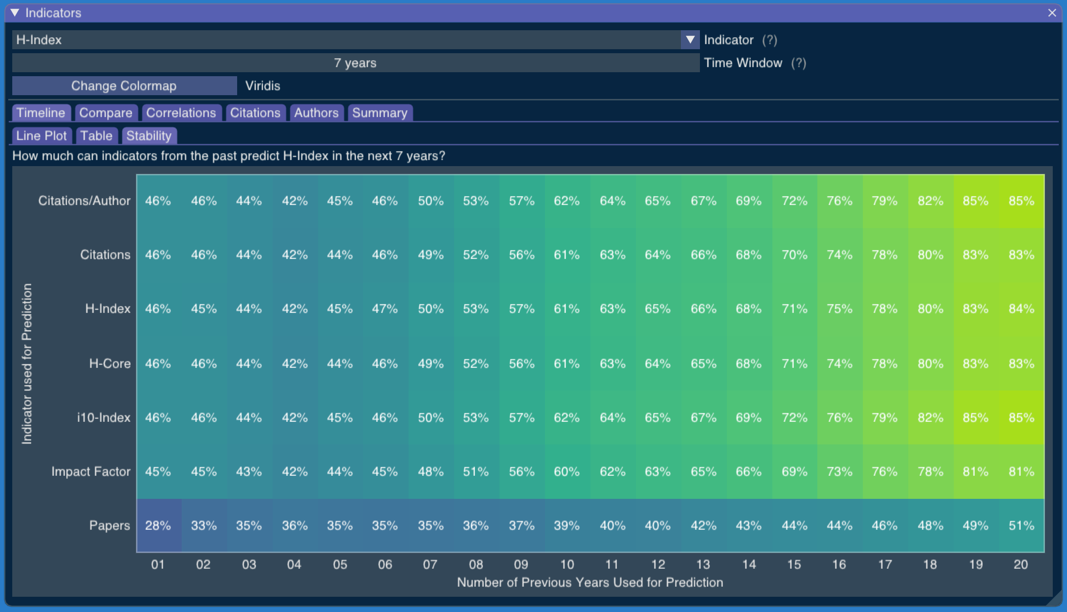 ▼ Indicators ×
H-Index ▼ Indicator (?)
7 years Time Window (?)
Change Colormap Viridis
Timeline Compare Correlations Citations Authors Summary
Line Plot Table Stability
How much can indicators from the past predict H-Index in the next 7 years?
Indicator used for Prediction
Citations/Author 46% 46% 44% 42% 45% 46% 50% 53% 57% 62% 64% 65% 67% 69% 72% 76% 79% 82% 85% 85%
Citations 46% 46% 44% 42% 44% 46% 49% 52% 56% 61% 63% 64% 66% 68% 70% 74% 78% 80% 83% 83%
H-Index 46% 45% 44% 42% 45% 47% 50% 53% 57% 61% 63% 65% 66% 68% 71% 75% 78% 80% 83% 84%
H-Core 46% 46% 44% 42% 44% 46% 49% 52% 56% 61% 63% 64% 65% 68% 71% 74% 78% 80% 83% 83%
i10-Index 46% 46% 44% 42% 45% 46% 50% 53% 57% 62% 64% 65% 67% 69% 72% 76% 79% 82% 85% 85%
Impact Factor 45% 45% 43% 42% 44% 45% 48% 51% 56% 60% 62% 63% 65% 66% 69% 73% 76% 78% 81% 81%
Papers 28% 33% 35% 36% 35% 35% 35% 36% 37% 39% 40% 40% 42% 43% 44% 44% 46% 48% 49% 51%
01 02 03 04 05 06 07 08 09 10 11 12 13 14 15 16 17 18 19 20
Number of Previous Years Used for Prediction